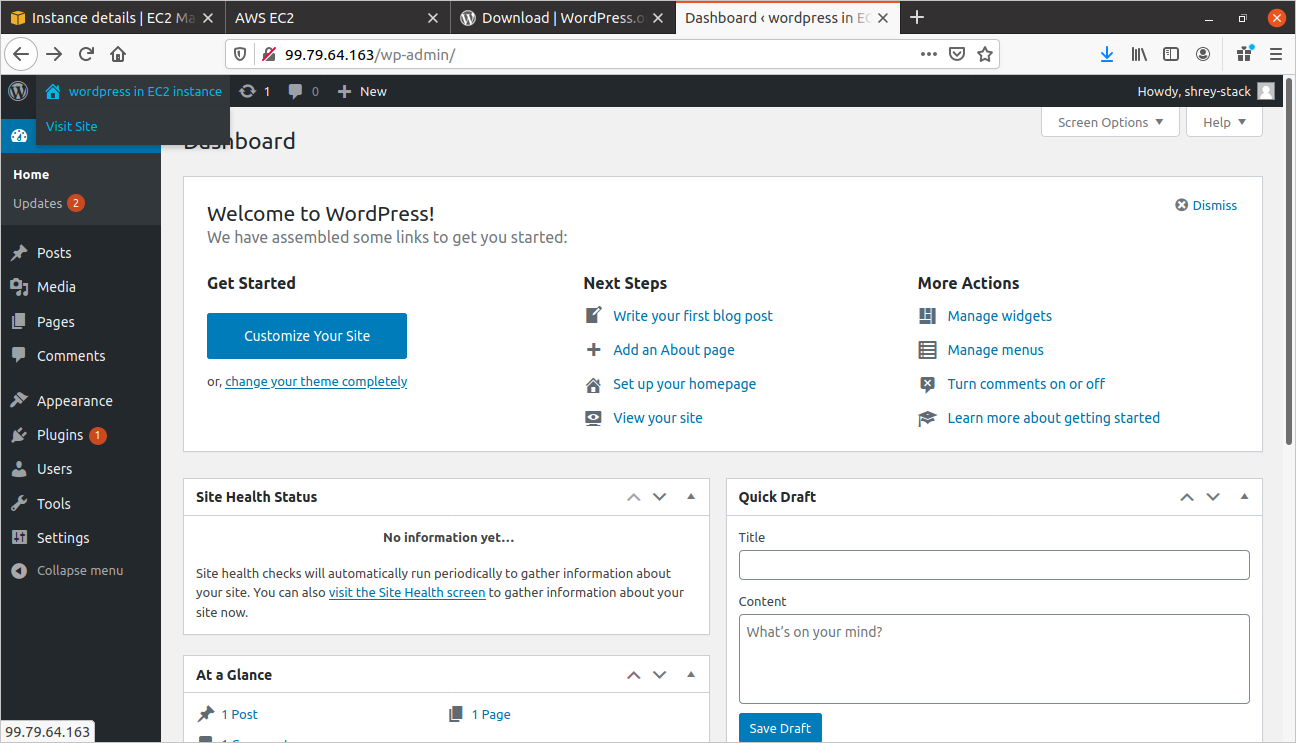 Instance details | EC2 Ma
AWS EC2
Download | WordPress.o
Dashboard ‹ wordpress in EC
99.79.64.163/wp-admin/
wordpress in EC2 instance
1
0
New
Howdy, shrey-stack
Visit Site
Dashboard
Screen Options
Help
Home
Updates 2
Posts
Media
Pages
Comments
Appearance
Plugins 1
Users
Tools
Settings
Collapse menu
Welcome to WordPress!
We have assembled some links to get you started:
Dismiss
Get Started
Customize Your Site
or, change your theme completely
Next Steps
Write your first blog post
Add an About page
Set up your homepage
View your site
More Actions
Manage widgets
Manage menus
Turn comments on or off
Learn more about getting started
Site Health Status
No information yet…
Site health checks will automatically run periodically to gather information about
your site. You can also visit the Site Health screen to gather information about your
site now.
At a Glance
1 Post
1 Page
Quick Draft
Title
Content
What’s on your mind?
Save Draft
99.79.64.163